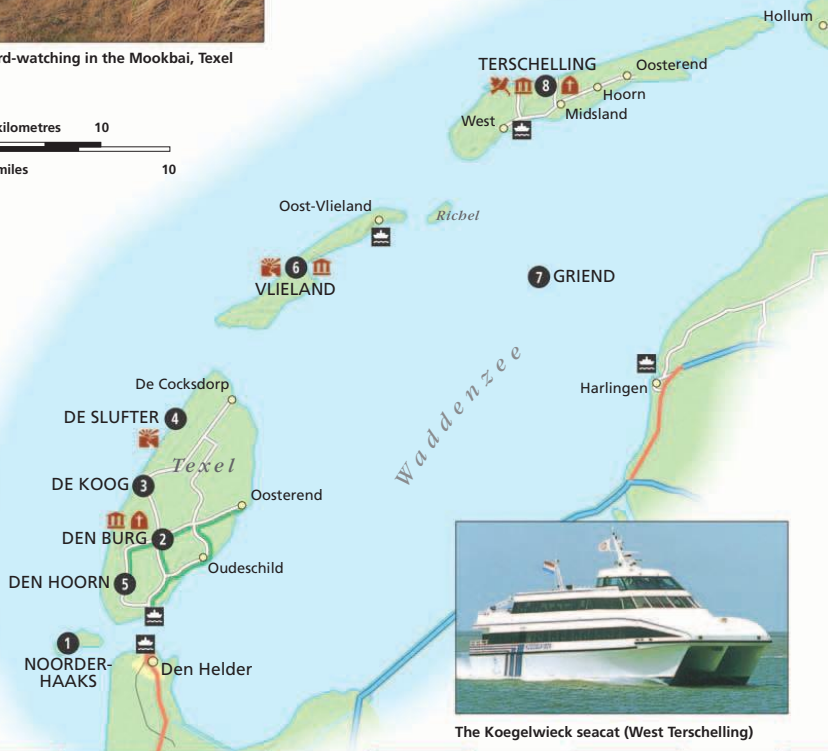 Hollum
rd-watching in the Mookbai, Texel
TERSCHELLING
Oosterend
8
Hoorn
Midsland
West
kilometres 10
miles 10
Oost-Vlieland
Richel
6
VLIELAND
7 GRIEND
Waddenzee
Harlingen
De Cocksdorp
DE SLUFTER 4
Texel
DE KOOG 3
Oosterend
DEN BURG 2
Oudeschild
DEN HOORN 5
1
NOORDER-
HAAKS
Den Helder
The Koegelwieck seacat (West Terschelling)